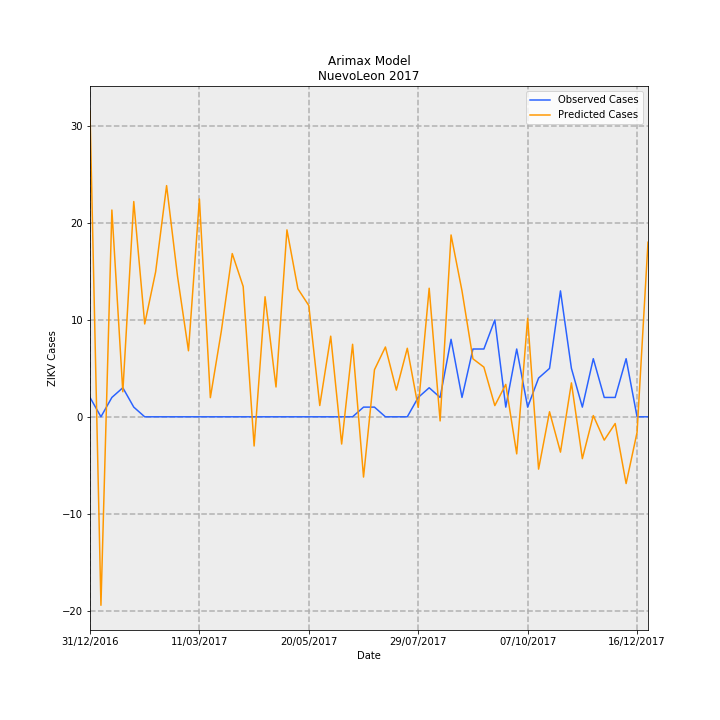 Arimax Model
NuevoLeon 2017
Observed Cases
Predicted Cases
ZIKV Cases
30
20
10
0
−10
−20
31/12/2016
11/03/2017
20/05/2017
29/07/2017
07/10/2017
16/12/2017
Date